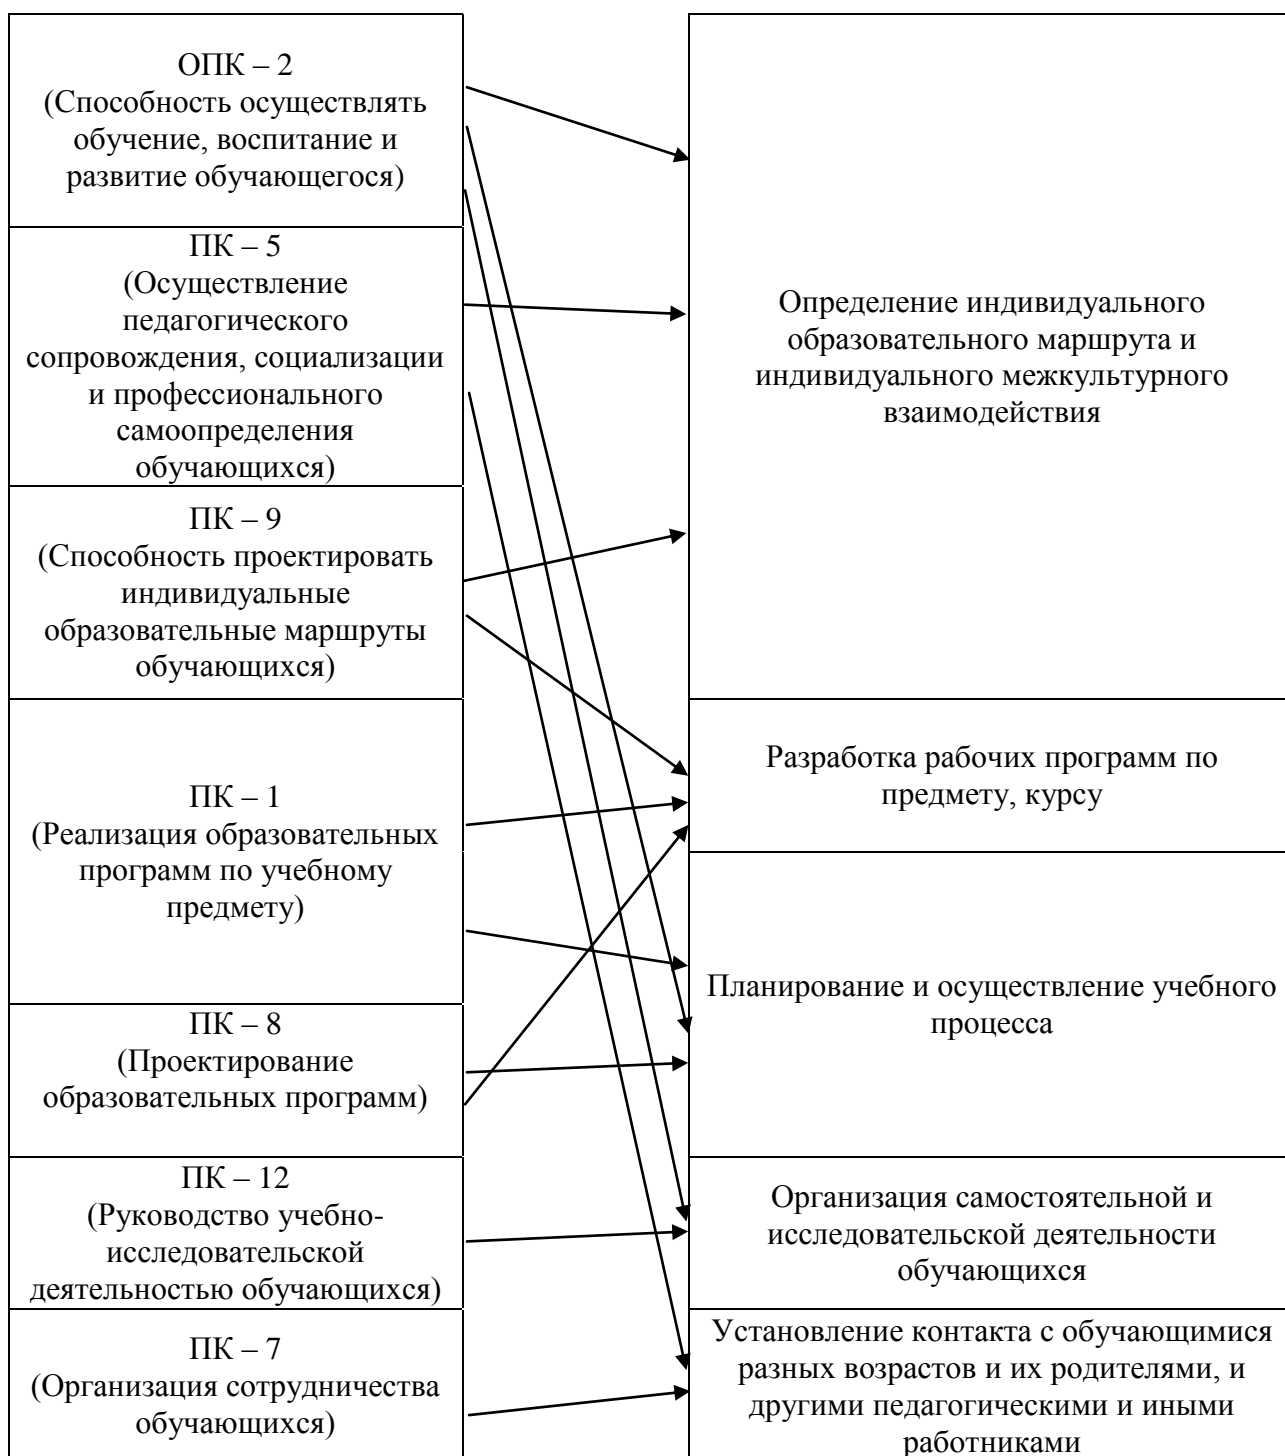 ОПК – 2
(Способность осуществлять
обучение, воспитание и
развитие обучающегося)
ПК – 5
(Осуществление
педагогического
сопровождения, социализации
и профессионального
самоопределения
обучающихся)
ПК – 9
(Способность проектировать
индивидуальные
образовательные маршруты
обучающихся)
ПК – 1
(Реализация образовательных
программ по учебному
предмету)
ПК – 8
(Проектирование
образовательных программ)
ПК – 12
(Руководство учебно-
исследовательской
деятельностью обучающихся)
ПК – 7
(Организация сотрудничества
обучающихся)
Определение индивидуального
образовательного маршрута и
индивидуального межкультурного
взаимодействия
Разработка рабочих программ по
предмету, курсу
Планирование и осуществление учебного
процесса
Организация самостоятельной и
исследовательской деятельности
обучающихся
Установление контакта с обучающимися
разных возрастов и их родителями, и
другими педагогическими и иными
работниками